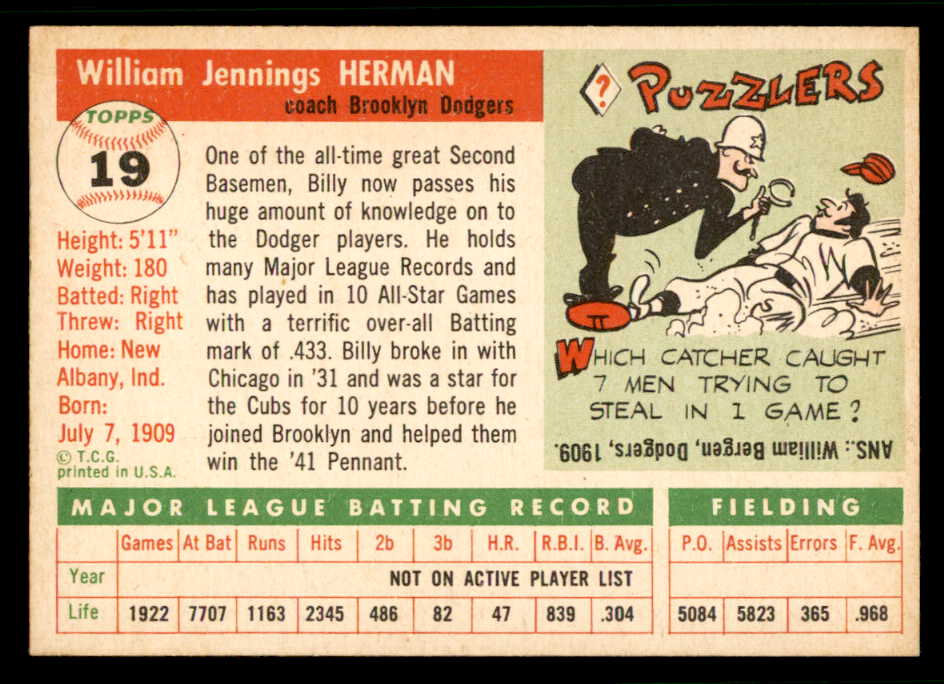 William Jennings HERMAN
coach Brooklyn Dodgers
TOPPS
19
Height: 5'11"
Weight: 180
Batted: Right
Threw: Right
Home: New
Albany, Ind.
Born:
July 7, 1909
© T.C.G.
printed in U.S.A.
One of the all-time great Second
Basemen, Billy now passes his
huge amount of knowledge on to
the Dodger players. He holds
many Major League Records and
has played in 10 All-Star Games
with a terrific over-all Batting
mark of .433. Billy broke in with
Chicago in '31 and was a star for
the Cubs for 10 years before he
joined Brooklyn and helped them
win the '41 Pennant.
? PUZZLERS
WHICH CATCHER CAUGHT
7 MEN TRYING TO
STEAL IN 1 GAME?
ANS.: William Bergen, Dodgers, 1909.
MAJOR LEAGUE BATTING RECORD
Games At Bat Runs Hits 2b 3b H.R. R.B.I. B. Avg.
Year NOT ON ACTIVE PLAYER LIST
Life 1922 7707 1163 2345 486 82 47 839 .304
FIELDING
P.O. Assists Errors F. Avg.
5084 5823 365 .968